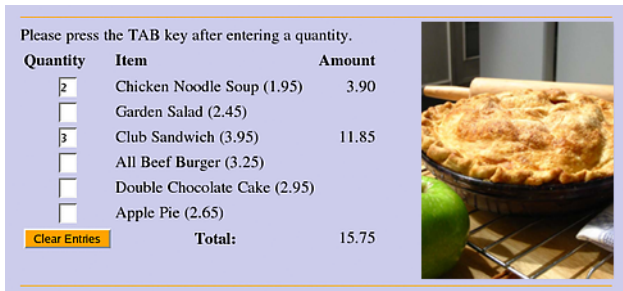 Please press the TAB key after entering a quantity.
Quantity Item Amount
2 Chicken Noodle Soup (1.95) 3.90
Garden Salad (2.45)
3 Club Sandwich (3.95) 11.85
All Beef Burger (3.25)
Double Chocolate Cake (2.95)
Apple Pie (2.65)
Clear Entries Total: 15.75